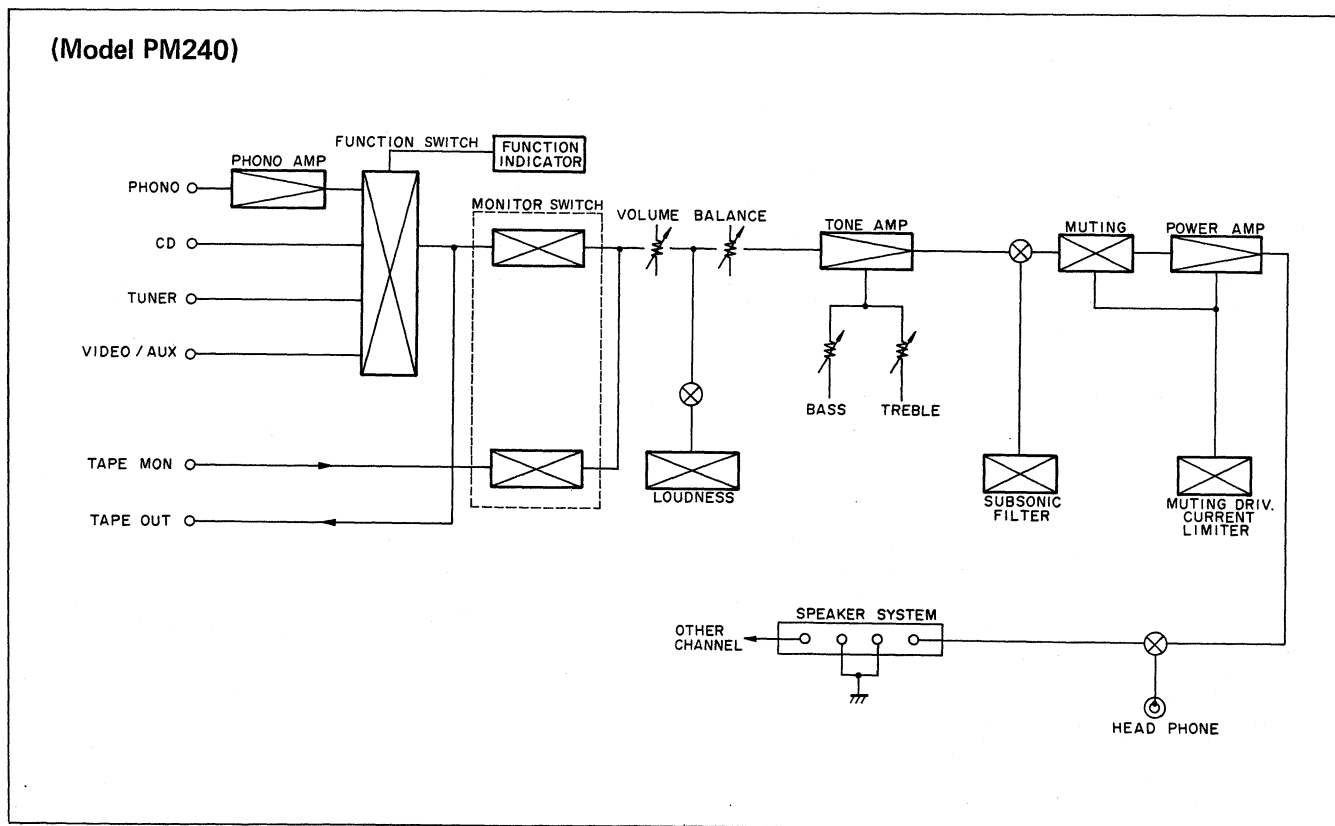 (Model PM240)
FUNCTION SWITCH
FUNCTION
INDICATOR
PHONO AMP
PHONO
MONITOR SWITCH
VOLUME
BALANCE
TONE AMP
MUTING
POWER AMP
CD
TUNER
VIDEO / AUX
BASS
TREBLE
TAPE MON
LOUDNESS
SUBSONIC
FILTER
MUTING DRIV.
CURRENT
LIMITER
TAPE OUT
SPEAKER SYSTEM
OTHER
CHANNEL
HEAD PHONE